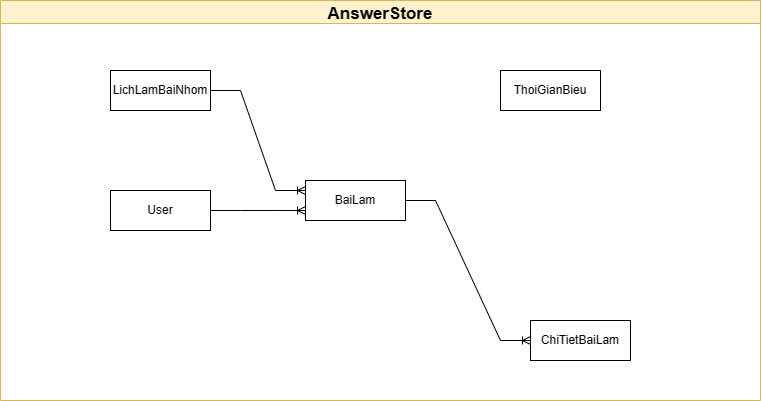 AnswerStore
LichLamBaiNhom
ThoiGianBieu
BaiLam
User
ChiTietBaiLam